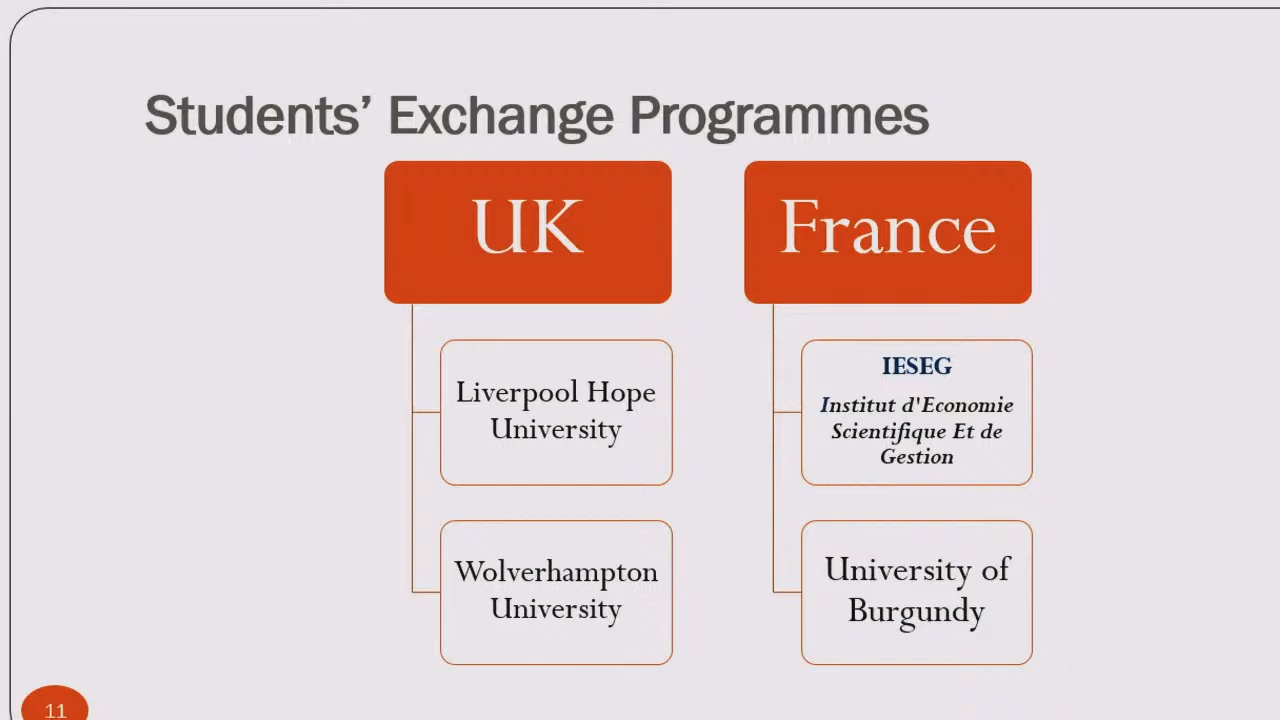 Students’ Exchange Programmes
UK
Liverpool Hope
University
Wolverhampton
University
France
IESEG
Institut d'Economie
Scientifique Et de
Gestion
University of
Burgundy
11